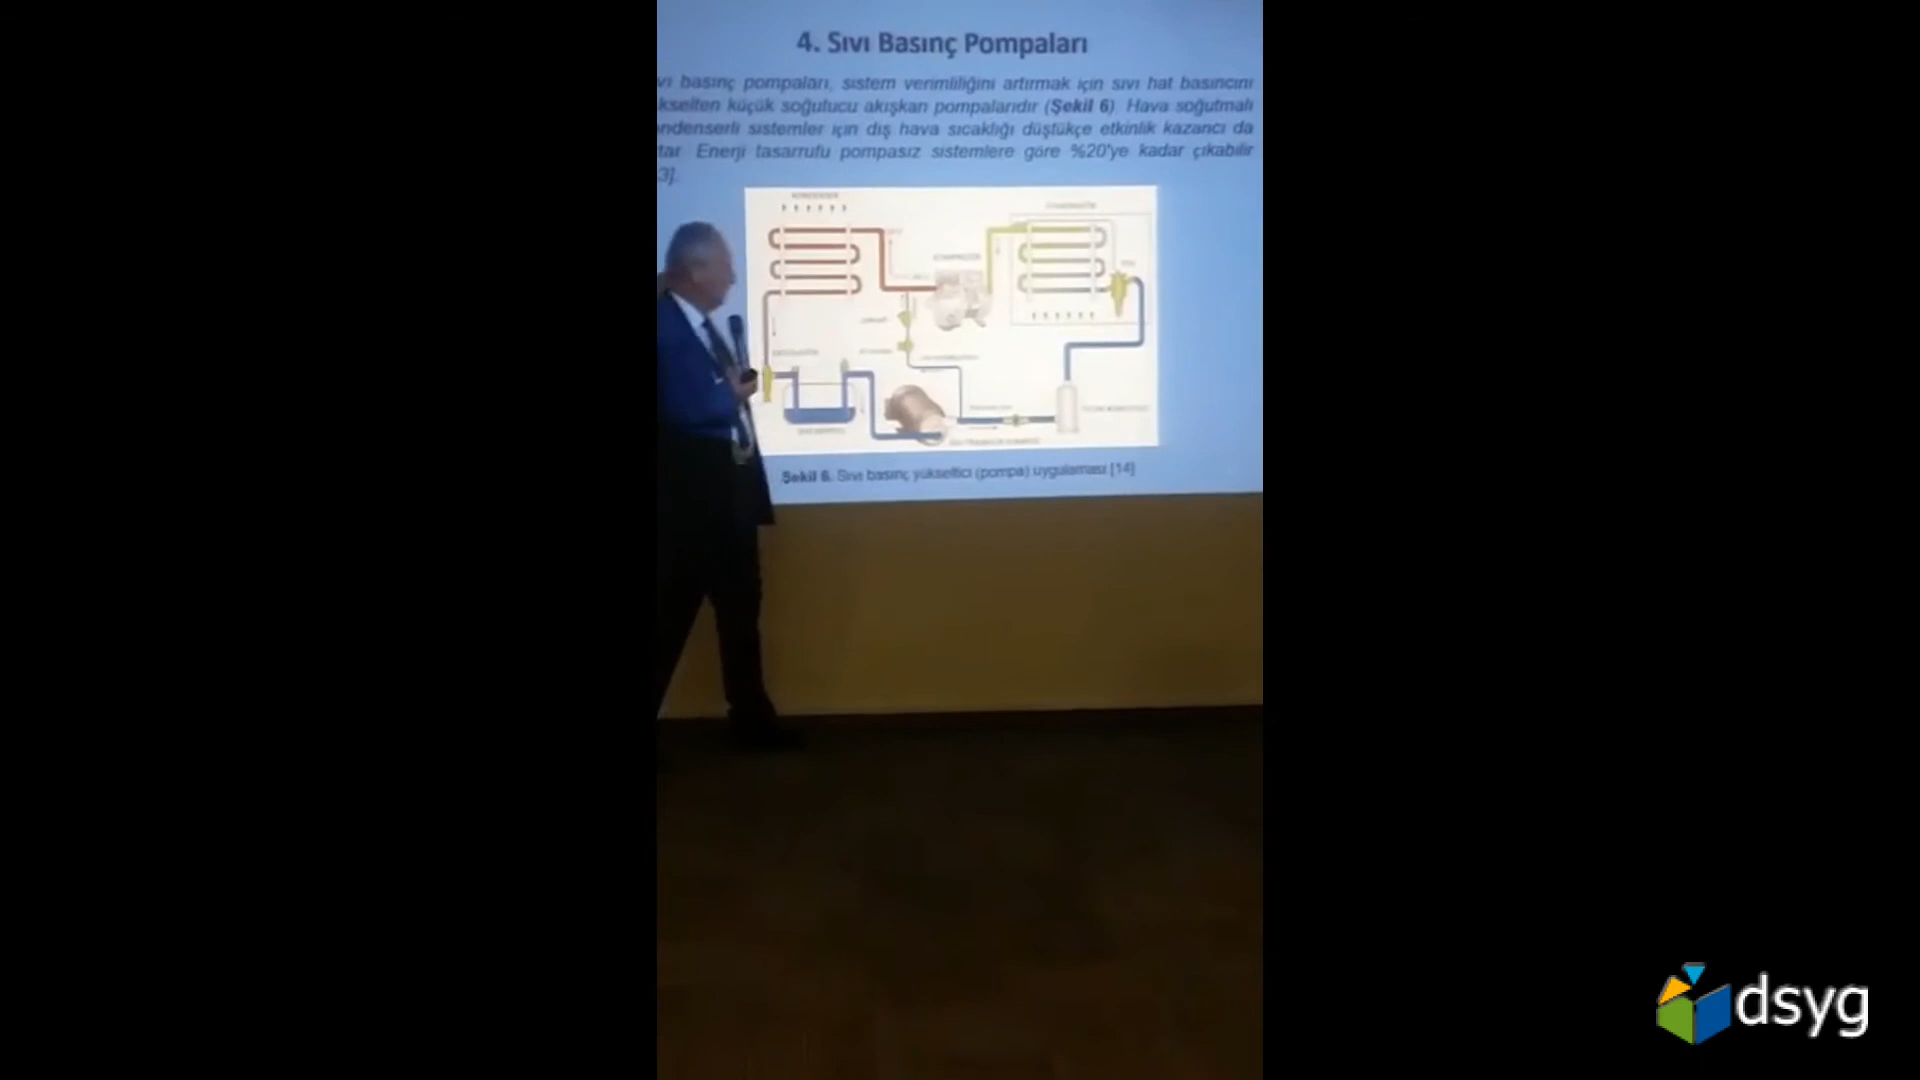 4. Sıvı Basınç Pompaları
vı basınç pompaları, sistem verimliliğini artırmak için sıvı hat basıncını
kselten küçük soğutucu akışkan pompalarıdır (Şekil 6). Hava soğutmalı
ndenserli sistemler için dış hava sıcaklığı düştükçe etkinlik kazancı da
tar. Enerji tasarrufu pompasız sistemlere göre %20'ye kadar çıkabilir
3].
KONDENSER
KOMPRESÖR
Şekil 6. Sıvı basınç yükseltici (pompa) uygulaması [14]
dsyg